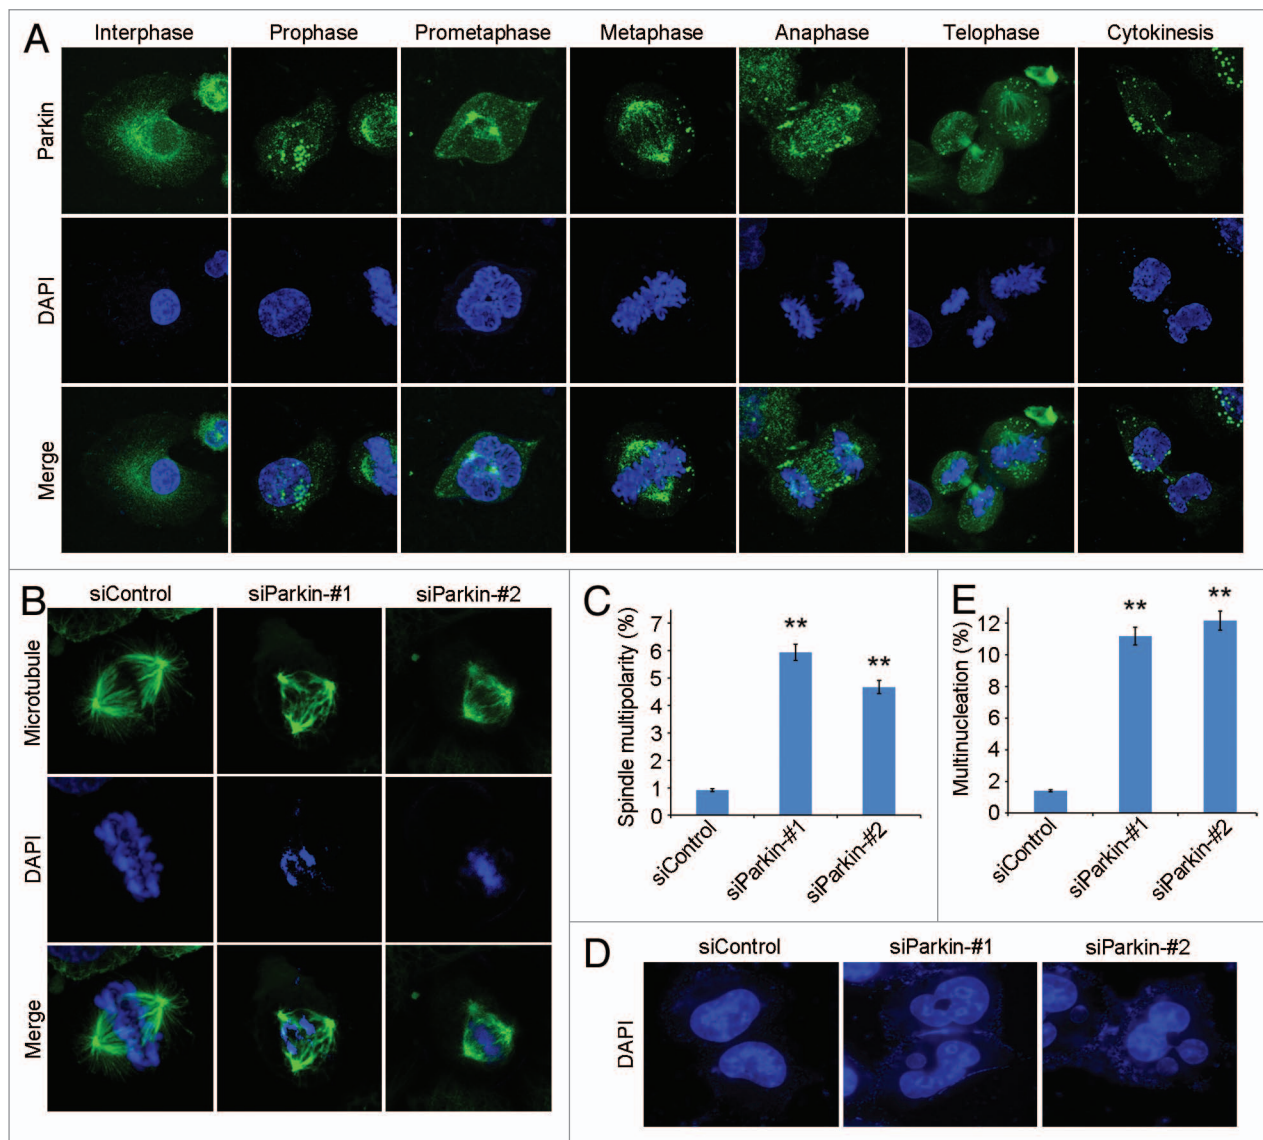 A
Interphase Prophase Prometaphase Metaphase Anaphase Telophase Cytokinesis
Parkin
DAPI
Merge
B
siControl siParkin-#1 siParkin-#2
Microtubule
DAPI
Merge
C
Spindle multipolarity (%)
7
6
5
4
3
2
1
0
**
**
siControl siParkin-#1 siParkin-#2
E
Multinucleation (%)
12
10
8
6
4
2
0
**
**
siControl siParkin-#1 siParkin-#2
D
siControl siParkin-#1 siParkin-#2
DAPI